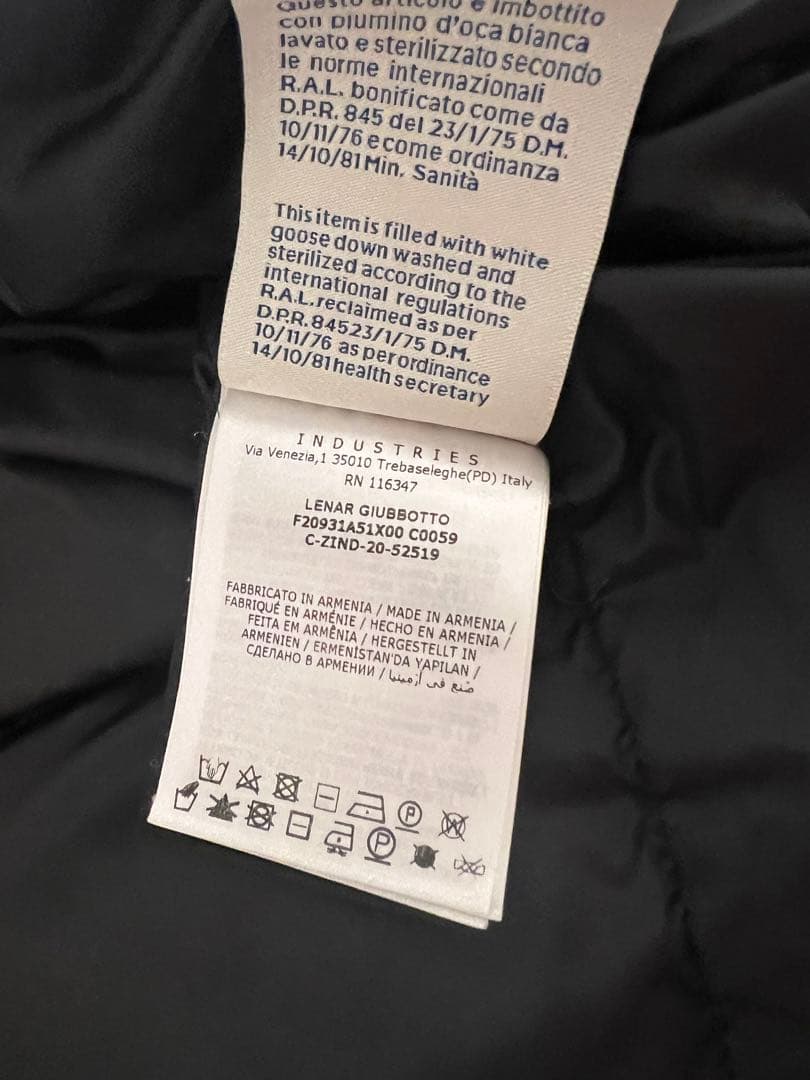 Questo articolo è imbottito
con piumino d'oca bianca
lavato e sterilizzato secondo
le norme internazionali
R.A.L. bonificato come da
D.P.R. 845 del 23/1/75 D.M.
10/11/76 e come ordinanza
14/10/81 Min. Sanità
This item is filled with white
goose down washed and
sterilized according to the
international regulations
R.A.L. reclaimed as per
D.P.R. 84523/1/75 D.M.
10/11/76 as per ordinance
14/10/81 health secretary
INDUSTRIES
Via Venezia,1 35010 Trebaseleghe(PD) Italy
RN 116347
LENAR GIUBBOTTO
F20931A51X00 C0059
C-ZIND-20-52519
FABBRICATO IN ARMENIA / MADE IN ARMENIA /
FABRIQUÉ EN ARMÉNIE / HECHO EN ARMENIA /
FEITA EM ARMÊNIA / HERGESTELLT IN
ARMENIEN / ERMENİSTAN'DA YAPILAN /
СДЕЛАНО В АРМЕНИИ / صنع في أرمينيا
P
W
P